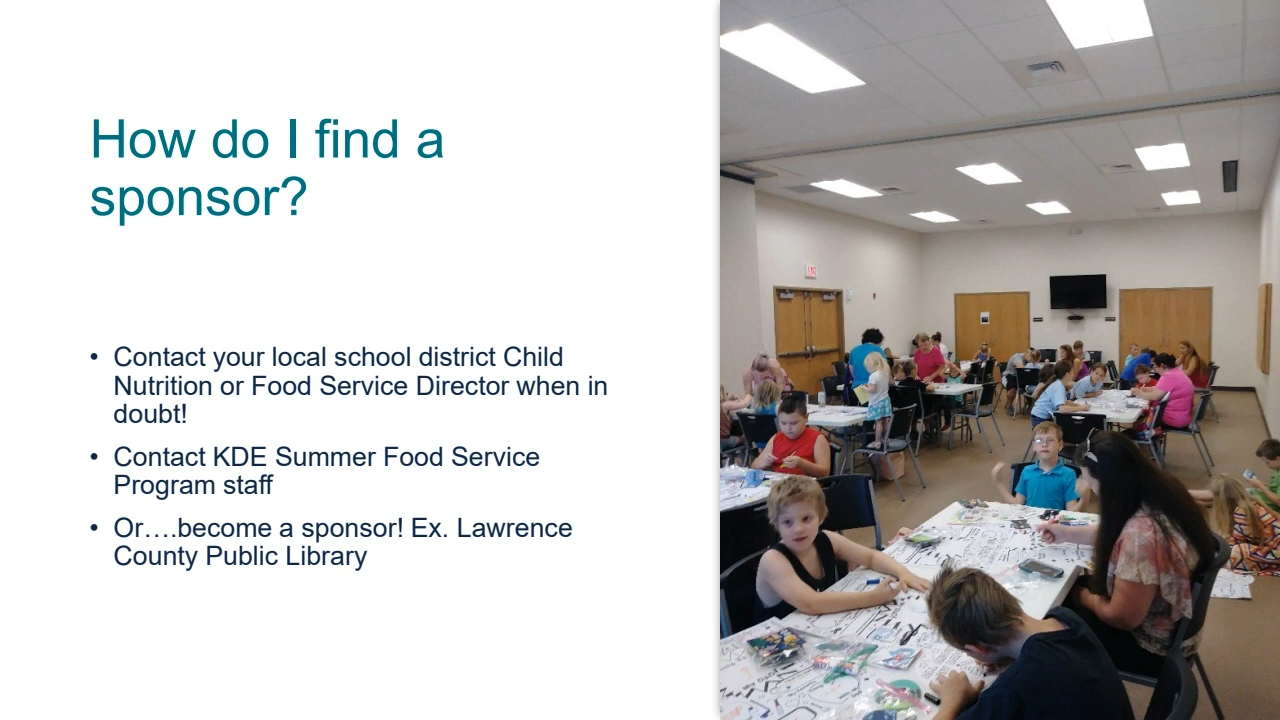 How do I find a
sponsor?
• Contact your local school district Child
Nutrition or Food Service Director when in
doubt!
• Contact KDE Summer Food Service
Program staff
• Or….become a sponsor! Ex. Lawrence
County Public Library